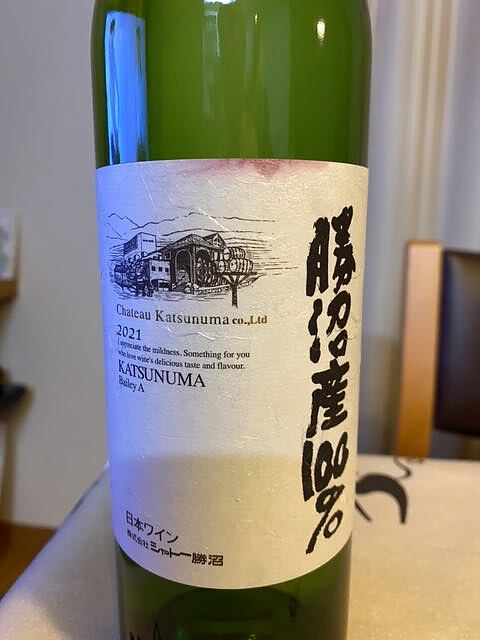 Chateau Katsunuma co.,Ltd
2021
I appreciate the mildness. Something for you
who love wine's delicious taste and flavour.
KATSUNUMA
Bailey A
勝沼産100%
日本ワイン
株式会社 シャトー勝沼